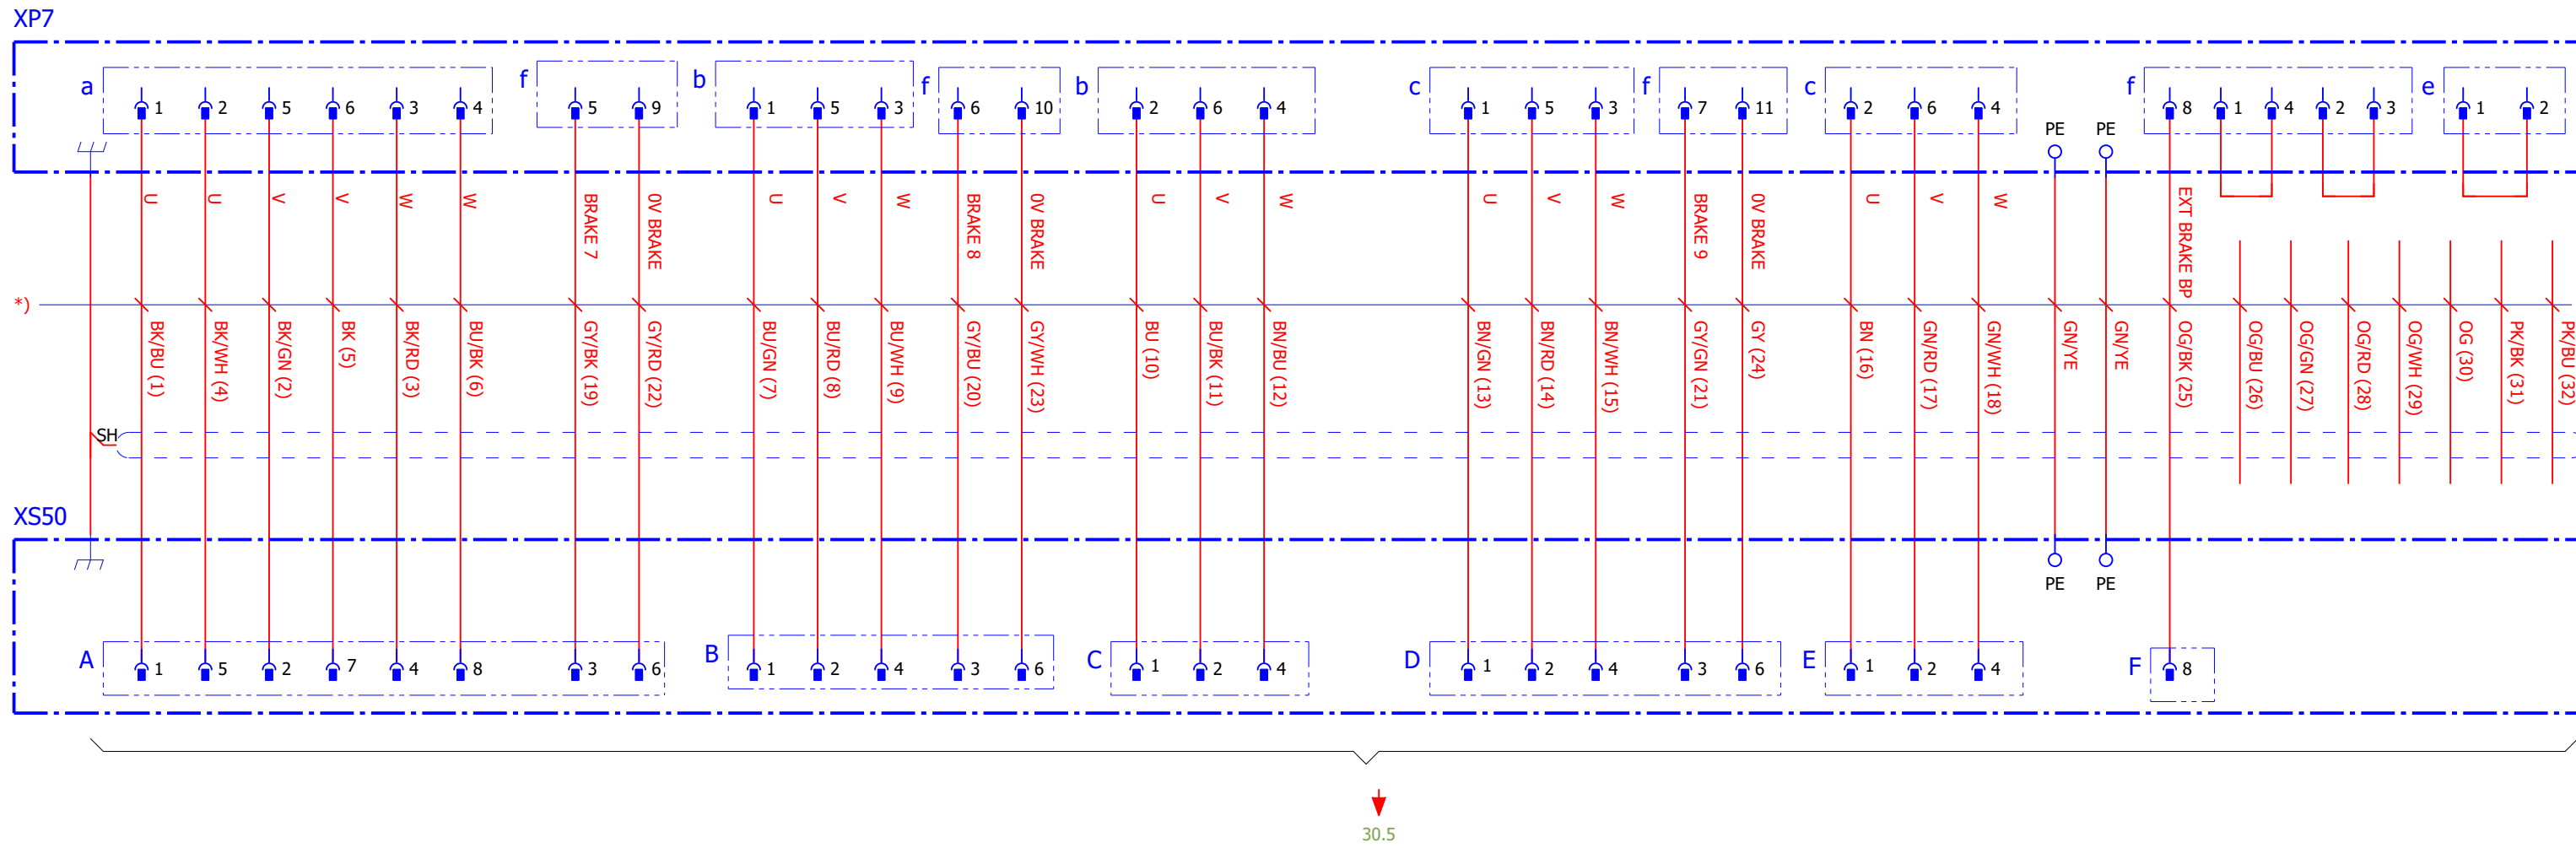 XP7
a 1 2 5 6 3 4 f 5 9 b 1 5 3 f 6 10 b 2 6 4 c 1 5 3 f 7 11 c 2 6 4 f 8 1 4 2 3 e 1 2
PE PE
U U V V W W BRAKE 7 0V BRAKE U V W BRAKE 8 0V BRAKE U V W U V W BRAKE 9 0V BRAKE U V W EXT BRAKE BP
*)
BK/BU (1) BK/WH (4) BK/GN (2) BK (5) BK/RD (3) BU/BK (6) GY/BK (19) GY/RD (22) BU/GN (7) BU/RD (8) BU/WH (9) GY/BU (20) GY/WH (23) BU (10) BU/BK (11) BN/BU (12) BN/GN (13) BN/RD (14) BN/WH (15) GY/GN (21) GY (24) BN (16) GN/RD (17) GN/WH (18) GN/YE GN/YE OG/BK (25) OG/BU (26) OG/GN (27) OG/RD (28) OG/WH (29) OG (30) PK/BK (31) PK/BU (32)
SH
XS50
PE PE
A 1 5 2 7 4 8 3 6 B 1 2 4 3 6 C 1 2 4 D 1 2 4 3 6 E 1 2 4 F 8
30.5